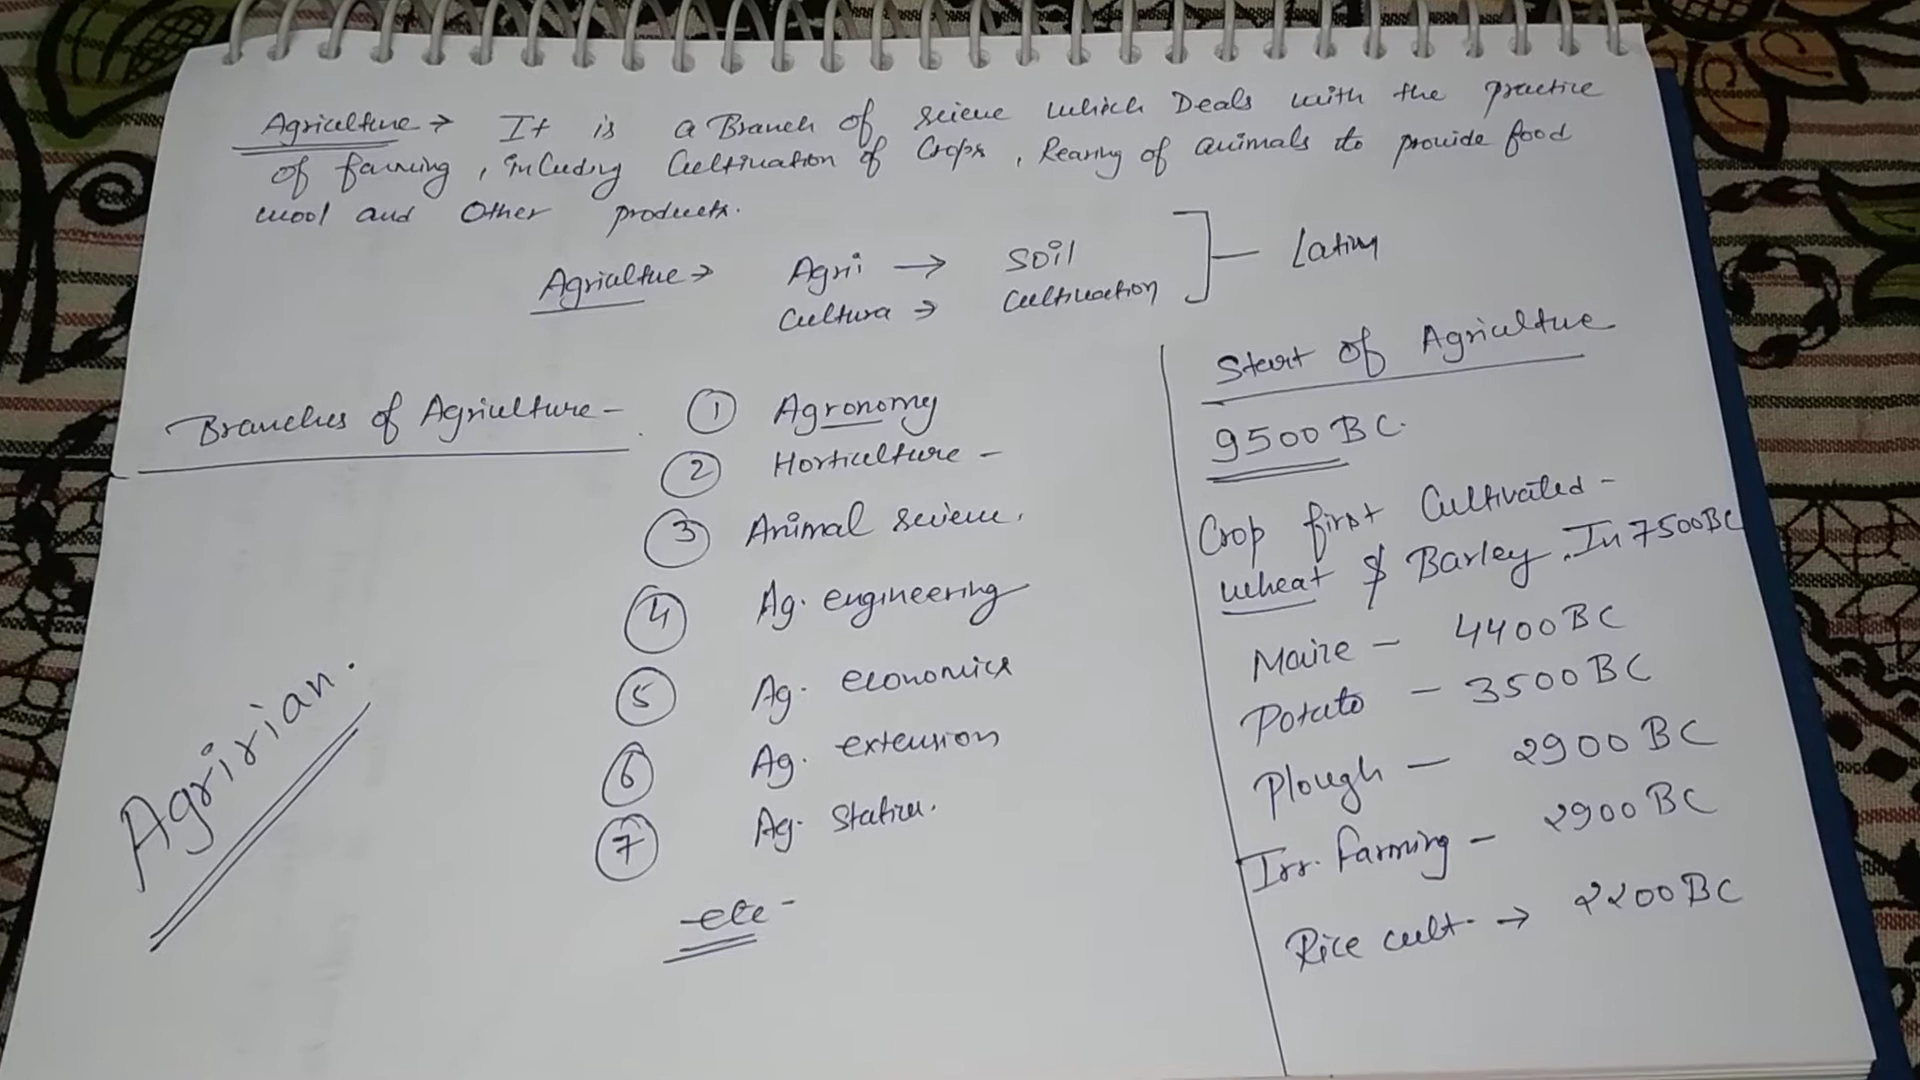 Agriculture → It is a Branch of science which Deals with the practice
of farming, including Cultivation of Crops, Rearing of animals to provide food
wool and Other products.
Agriculture → Agri → Soil
Cultura → Cultivation
Latin
Branches of Agriculture –
① Agronomy
② Horticulture –
③ Animal science.
④ Ag. engineering
⑤ Ag. economics
⑥ Ag. extension
⑦ Ag.
etc –
Agririan.
Start of Agriculture
9500 BC.
Crop first Cultivated –
wheat & Barley. In 7500BC
Maize – 4400 BC
Potato – 3500 BC
Plough – 2900 BC
Irr. farming – 2900 BC
Rice cult. → 2200 BC